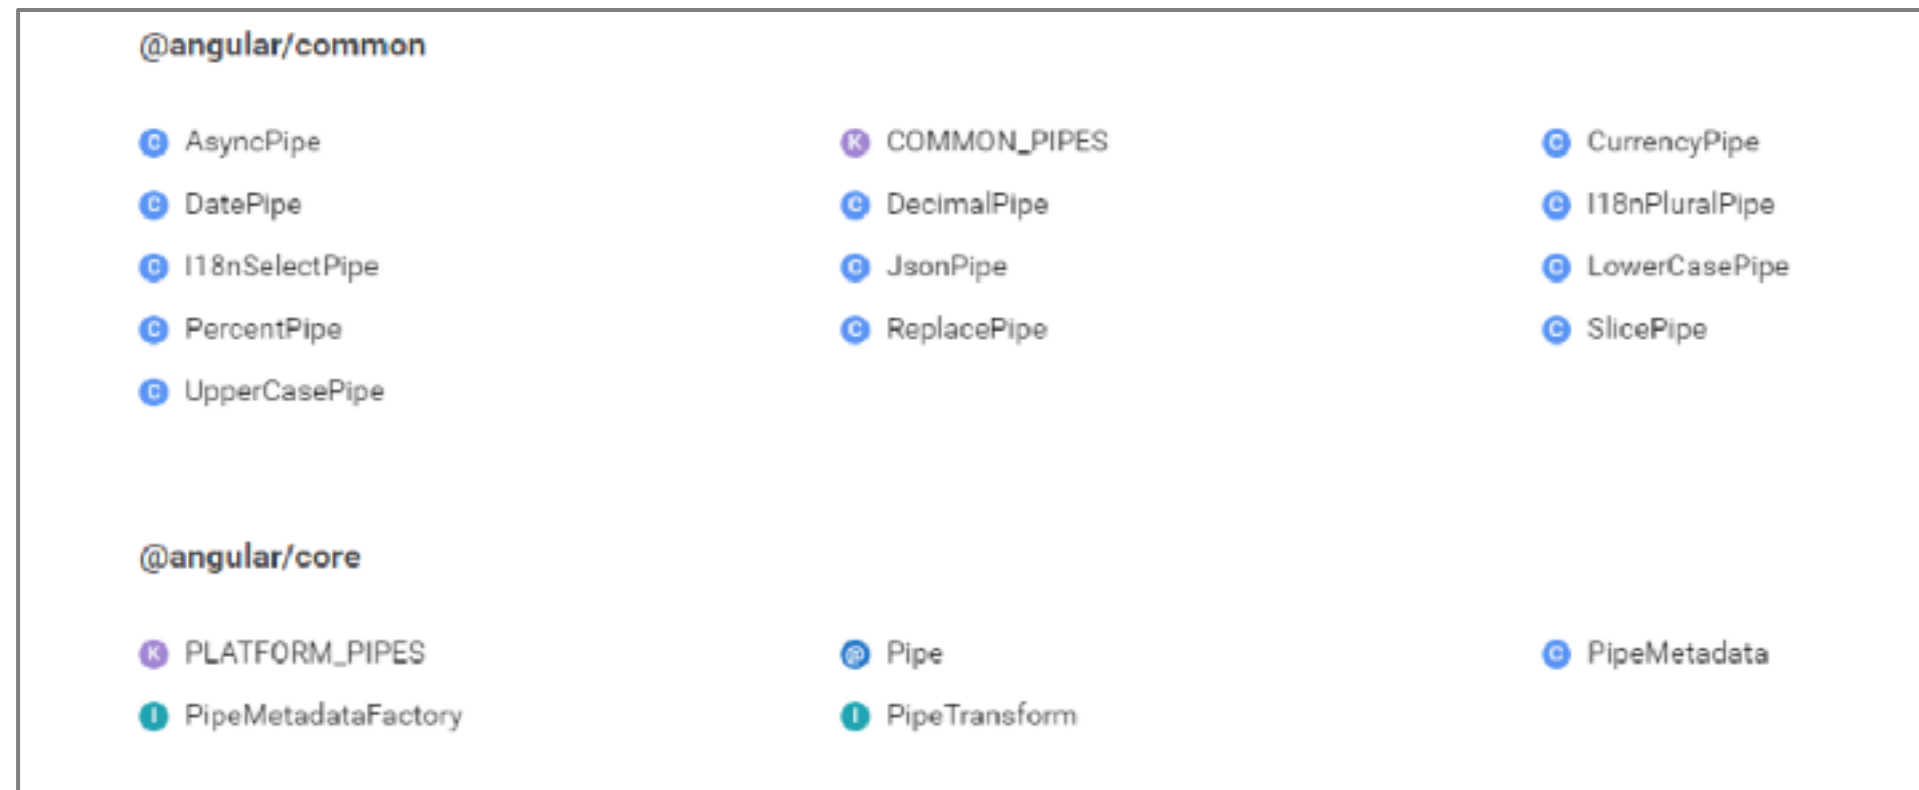 @angular/common
C AsyncPipe K COMMON_PIPES C CurrencyPipe
C DatePipe C DecimalPipe C I18nPluralPipe
C I18nSelectPipe C JsonPipe C LowerCasePipe
C PercentPipe C ReplacePipe C SlicePipe
C UpperCasePipe
@angular/core
K PLATFORM_PIPES @ Pipe C PipeMetadata
I PipeMetadataFactory I PipeTransform